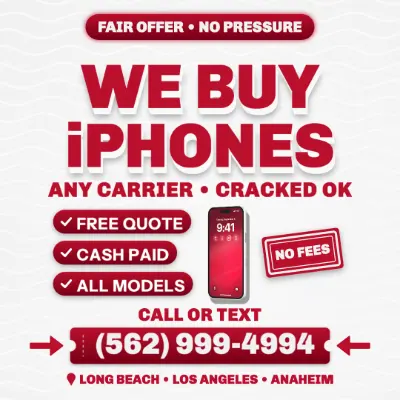 FAIR OFFER • NO PRESSURE
WE BUY
iPHONES
ANY CARRIER • CRACKED OK
FREE QUOTE
CASH PAID
ALL MODELS
9:41
NO FEES
CALL OR TEXT
(562) 999-4994
LONG BEACH • LOS ANGELES • ANAHEIM